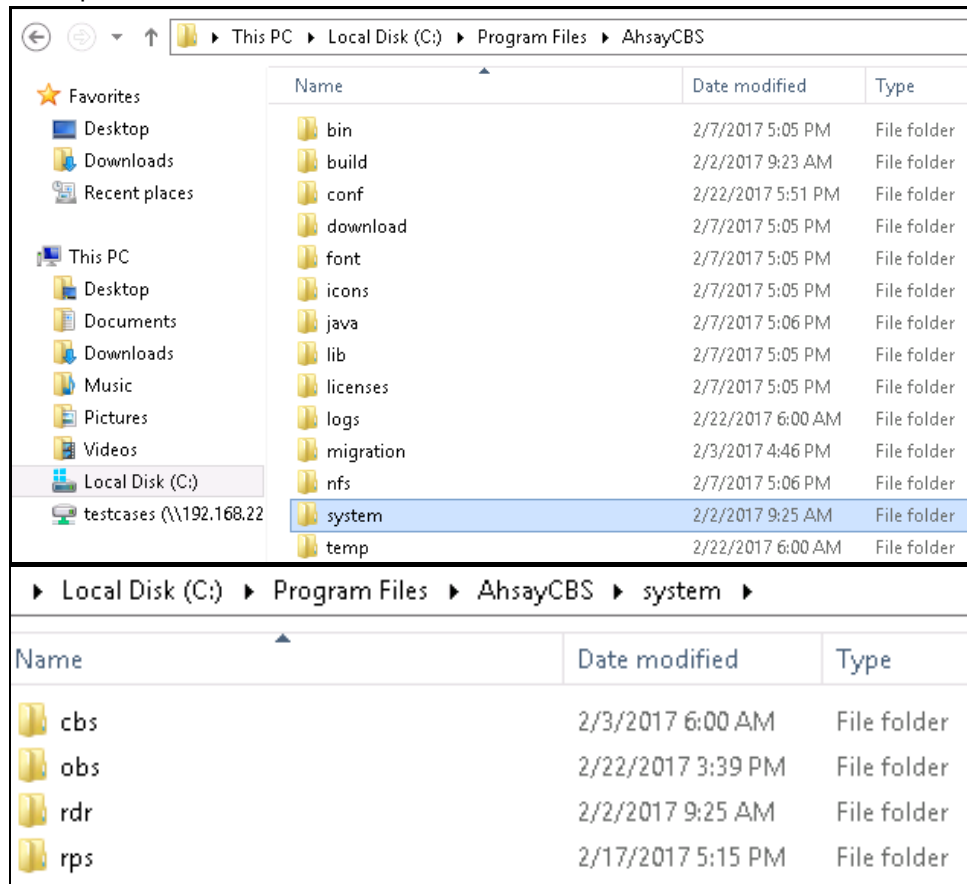 This PC Local Disk (C:) Program Files AhsayCBS
Favorites
Desktop
Downloads
Recent places
This PC
Desktop
Documents
Downloads
Music
Pictures
Videos
Local Disk (C:)
testcases (\\192.168.22
Name Date modified Type
bin 2/7/2017 5:05 PM File folder
build 2/2/2017 9:23 AM File folder
conf 2/22/2017 5:51 PM File folder
download 2/7/2017 5:05 PM File folder
font 2/7/2017 5:05 PM File folder
icons 2/7/2017 5:05 PM File folder
java 2/7/2017 5:06 PM File folder
lib 2/7/2017 5:05 PM File folder
licenses 2/7/2017 5:05 PM File folder
logs 2/22/2017 6:00 AM File folder
migration 2/3/2017 4:46 PM File folder
nfs 2/7/2017 5:06 PM File folder
system 2/2/2017 9:25 AM File folder
temp 2/22/2017 6:00 AM File folder
Local Disk (C:) Program Files AhsayCBS system
Name Date modified Type
cbs 2/3/2017 6:00 AM File folder
obs 2/22/2017 3:39 PM File folder
rdr 2/2/2017 9:25 AM File folder
rps 2/17/2017 5:15 PM File folder